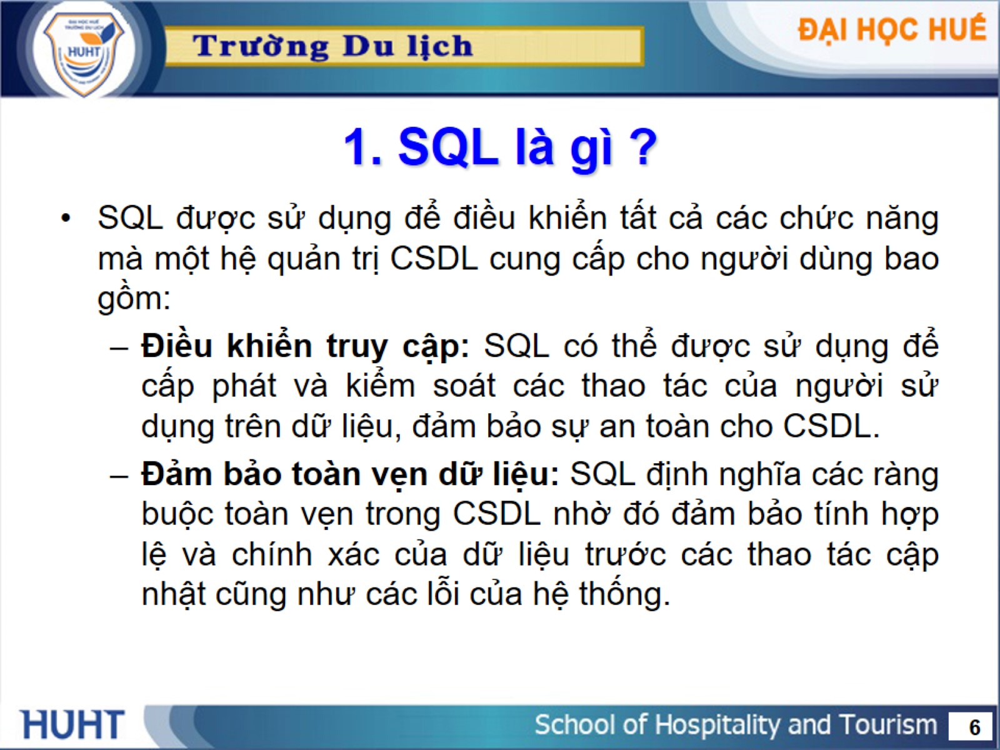 ĐẠI HỌC HUẾ
TRƯỜNG DU LỊCH
HUHT
Trường Du lịch
ĐẠI HỌC HUẾ
1. SQL là gì ?
• SQL được sử dụng để điều khiển tất cả các chức năng
mà một hệ quản trị CSDL cung cấp cho người dùng bao
gồm:
– Điều khiển truy cập: SQL có thể được sử dụng để
cấp phát và kiểm soát các thao tác của người sử
dụng trên dữ liệu, đảm bảo sự an toàn cho CSDL.
– Đảm bảo toàn vẹn dữ liệu: SQL định nghĩa các ràng
buộc toàn vẹn trong CSDL nhờ đó đảm bảo tính hợp
lệ và chính xác của dữ liệu trước các thao tác cập
nhật cũng như các lỗi của hệ thống.
HUHT
School of Hospitality and Tourism
6